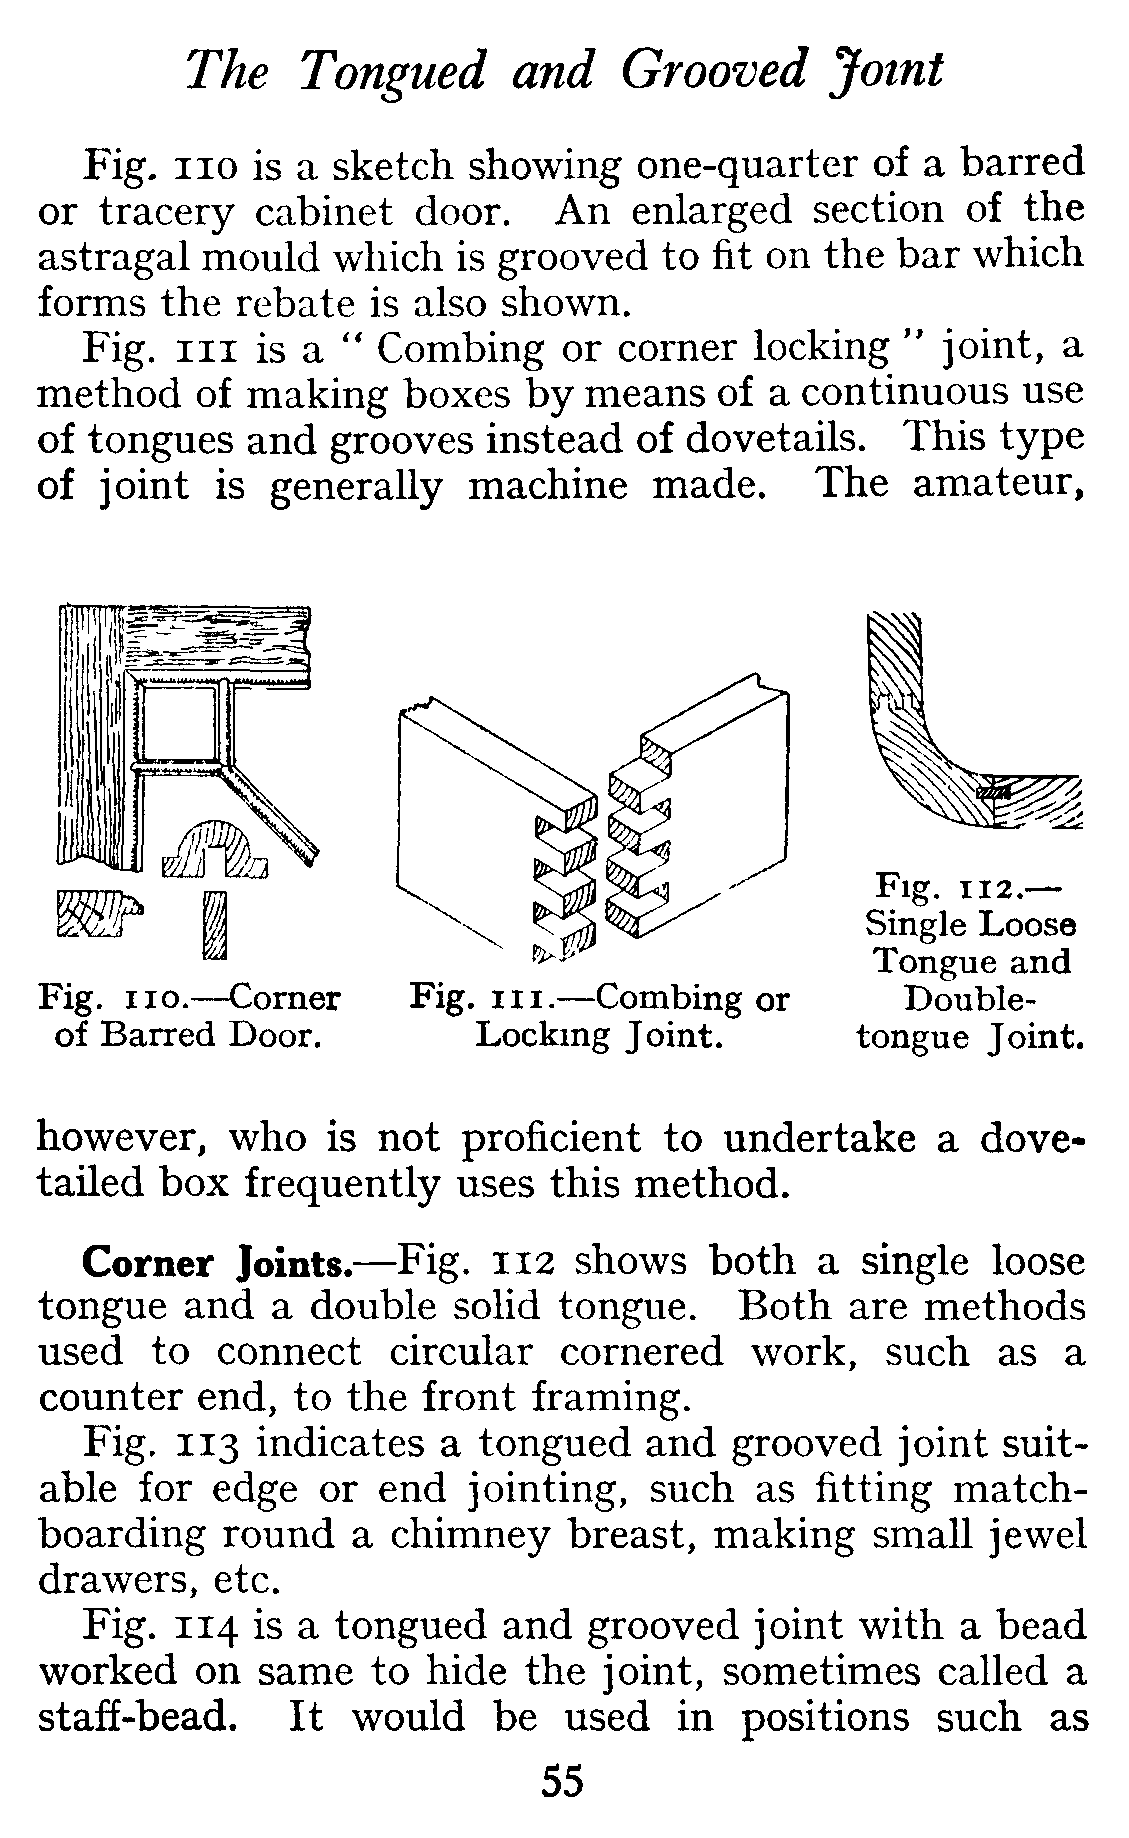 The Tongued and Grooved Joint
Fig. 110 is a sketch showing one-quarter of a barred
or tracery cabinet door. An enlarged section of the
astragal mould which is grooved to fit on the bar which
forms the rebate is also shown.
Fig. 111 is a “ Combing or corner locking ” joint, a
method of making boxes by means of a continuous use
of tongues and grooves instead of dovetails. This type
of joint is generally machine made. The amateur,
Fig. 110.—Corner
of Barred Door.
Fig. 111.—Combing or
Locking Joint.
Fig. 112.—
Single Loose
Tongue and
Double-
tongue Joint.
however, who is not proficient to undertake a dove-
tailed box frequently uses this method.
Corner Joints.—Fig. 112 shows both a single loose
tongue and a double solid tongue. Both are methods
used to connect circular cornered work, such as a
counter end, to the front framing.
Fig. 113 indicates a tongued and grooved joint suit-
able for edge or end jointing, such as fitting match-
boarding round a chimney breast, making small jewel
drawers, etc.
Fig. 114 is a tongued and grooved joint with a bead
worked on same to hide the joint, sometimes called a
staff-bead. It would be used in positions such as
55